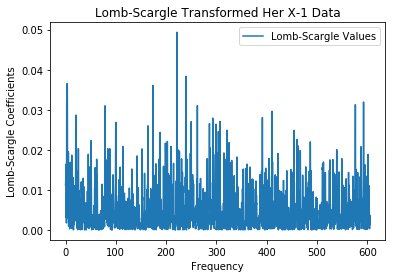 Lomb-Scargle Transformed Her X-1 Data
Lomb-Scargle Values
Lomb-Scargle Coefficients
0.05
0.04
0.03
0.02
0.01
0.00
0 100 200 300 400 500 600
Frequency